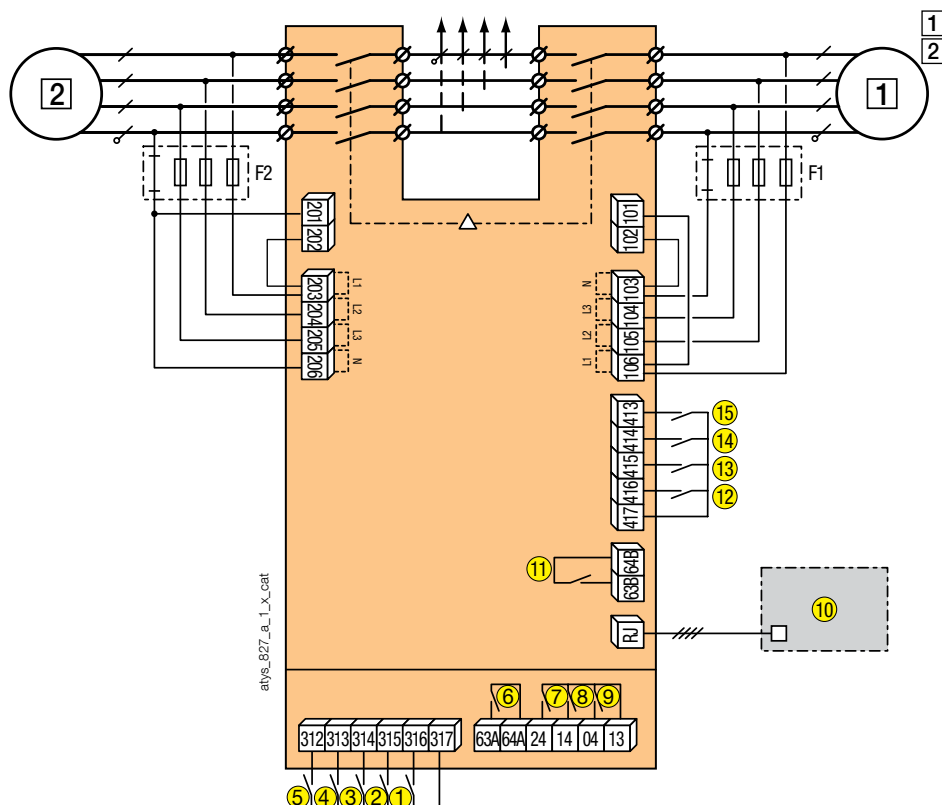 1
2
2
1
F2
F1
201
202
101
102
203
204
205
206
L1
L2
L3
N
N
L3
L2
L1
103
104
105
106
413
414
415
416
417
15
14
13
12
11
64B
63B
RJ
10
atys_827_a_1_x_cat
6
7
8
9
312 313 314 315 316 317
63A 64A 24 14 04 13
5 4 3 2 1